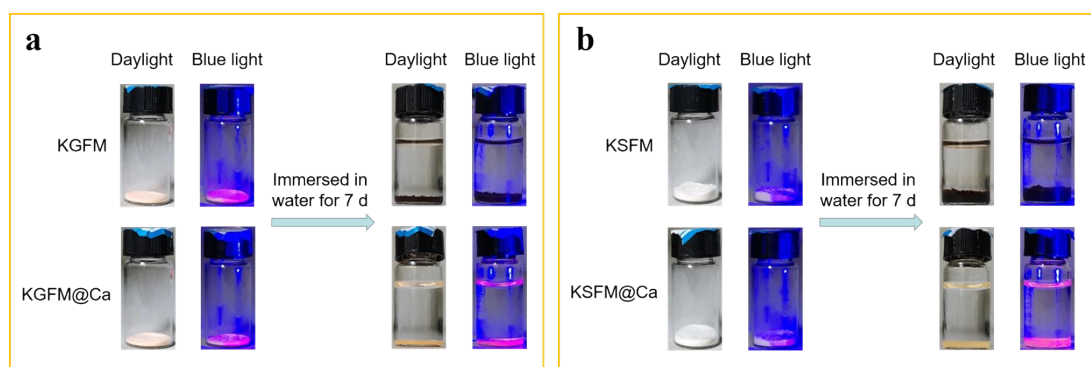 a
Daylight Blue light
Daylight Blue light
KGFM
Immersed in
water for 7 d
KGFM@Ca
b
Daylight Blue light
Daylight Blue light
KSFM
Immersed in
water for 7 d
KSFM@Ca